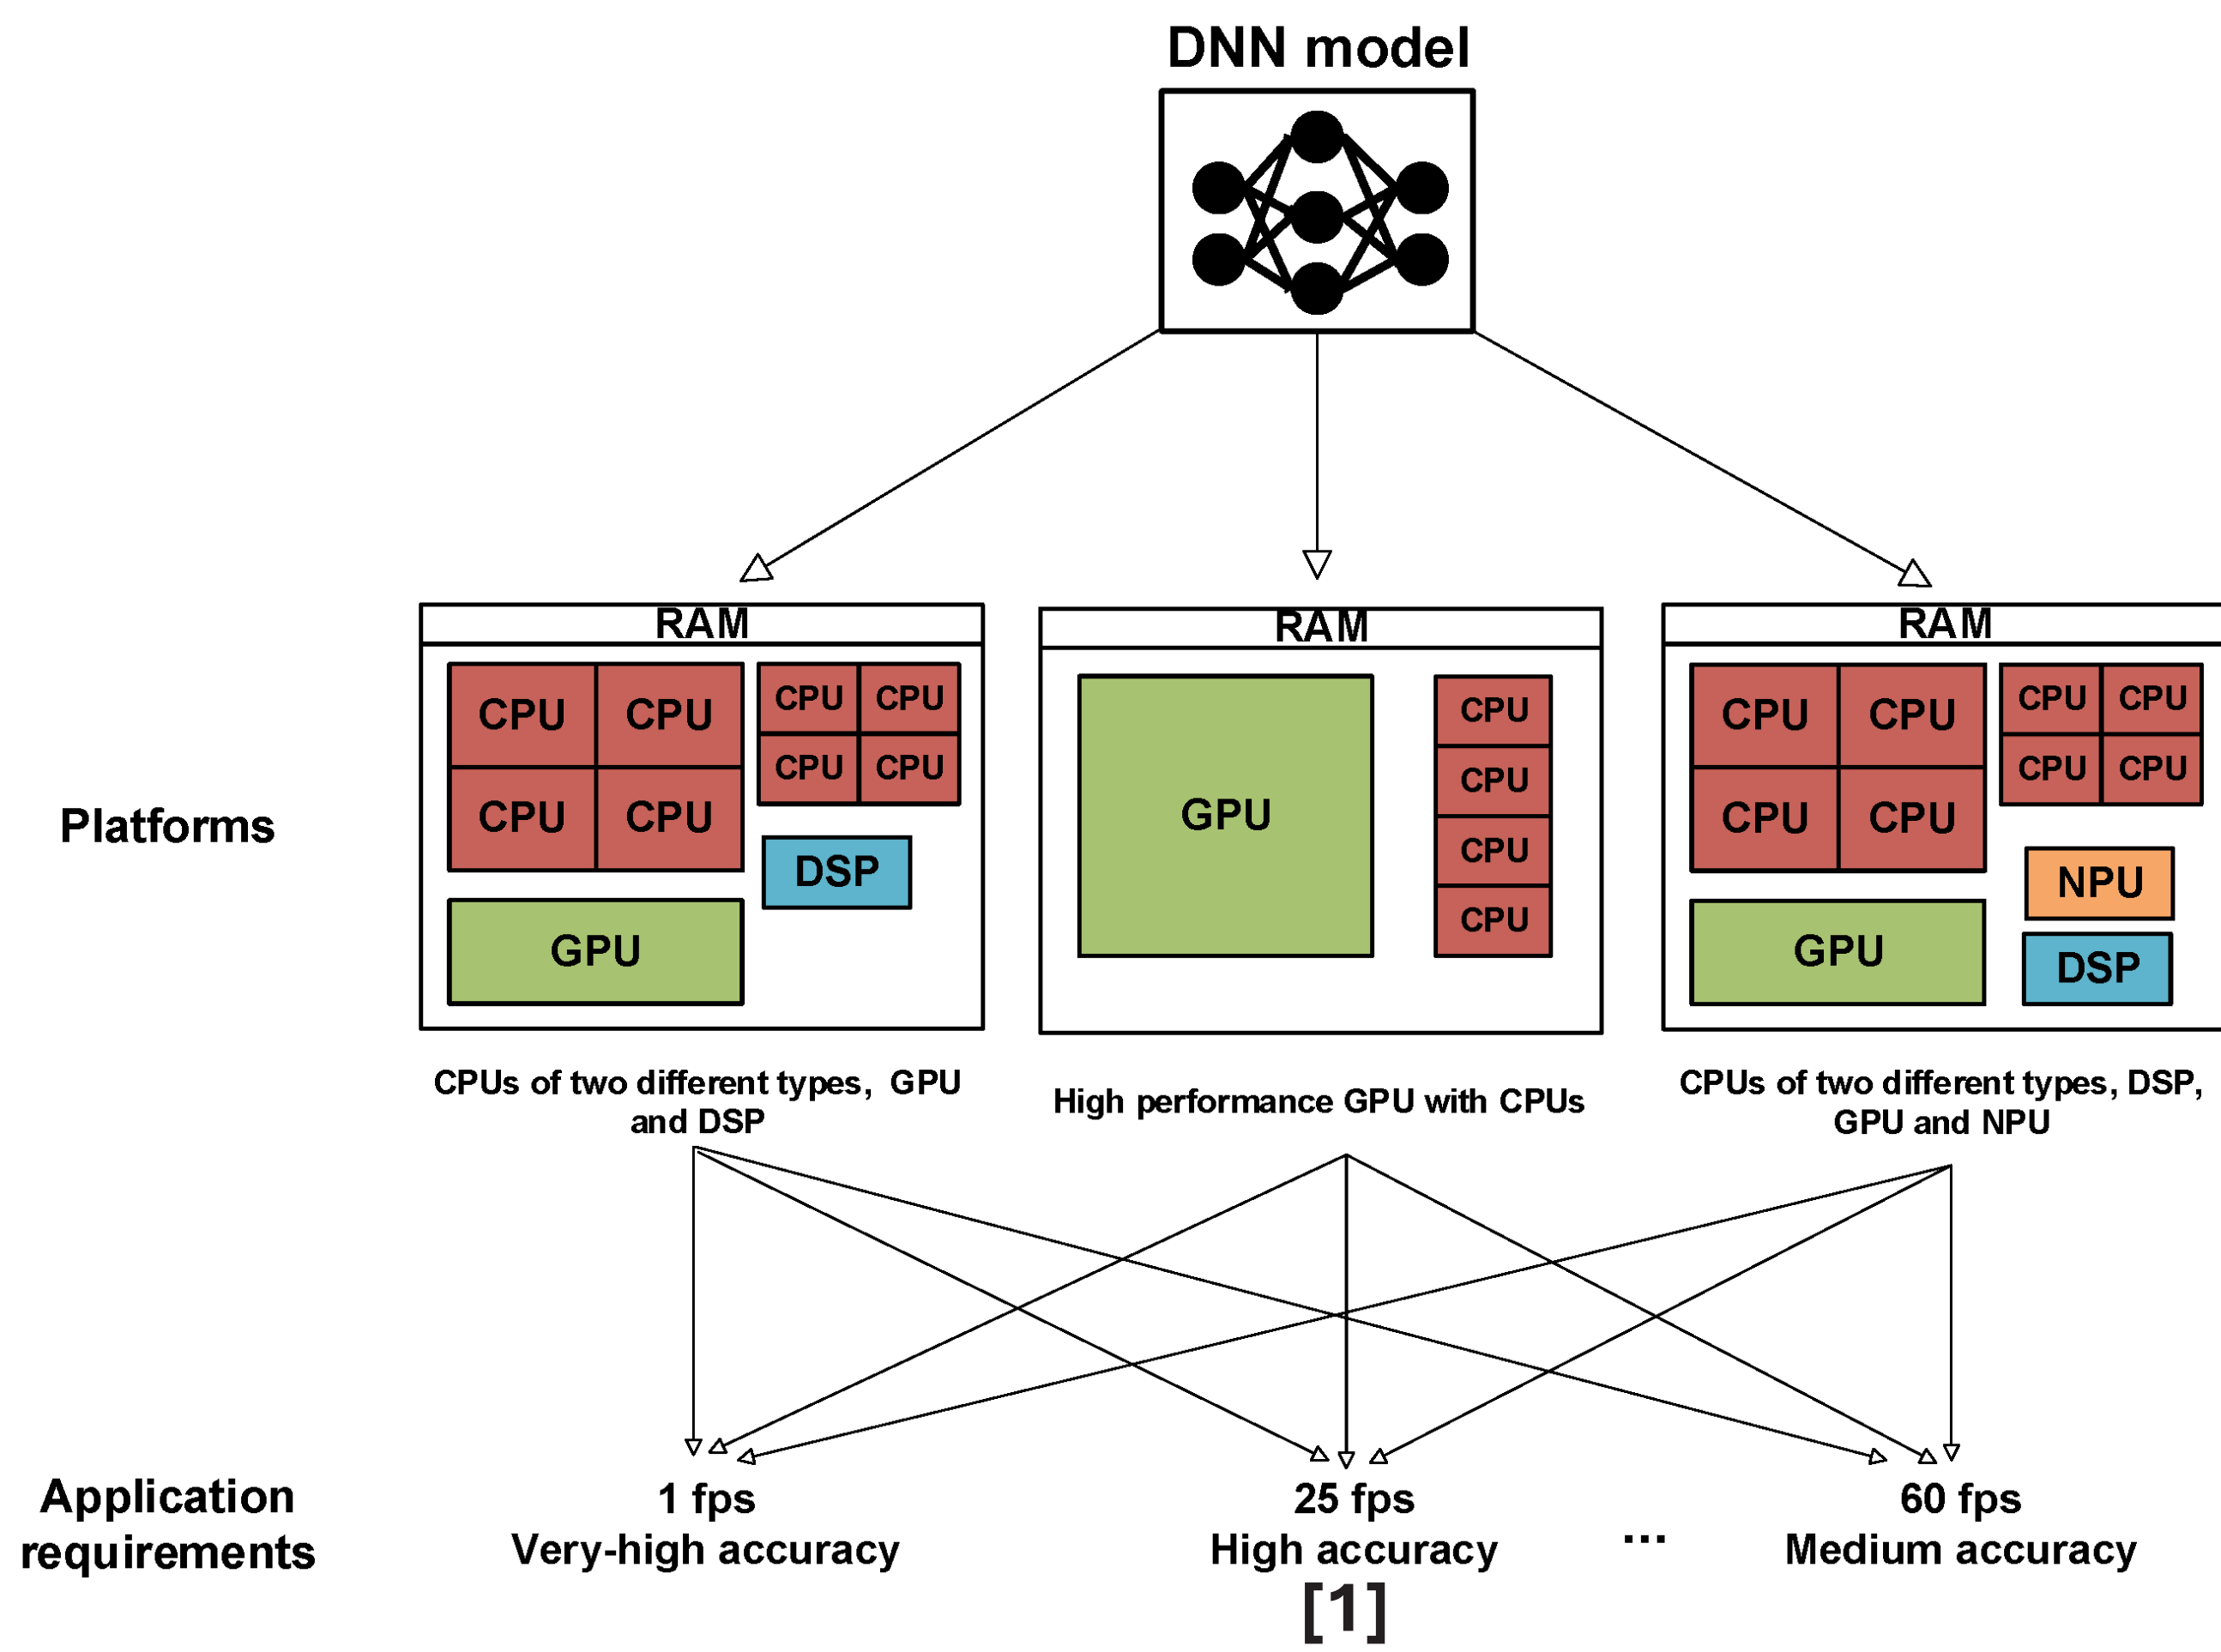 DNN model
RAM
CPU CPU
CPU CPU
CPU CPU
CPU CPU
DSP
GPU
RAM
GPU
CPU
CPU
CPU
CPU
RAM
CPU CPU
CPU CPU
CPU CPU
CPU CPU
NPU
GPU
DSP
Platforms
CPUs of two different types, GPU
and DSP
High performance GPU with CPUs
CPUs of two different types, DSP,
GPU and NPU
Application
requirements
1 fps
Very-high accuracy
25 fps
High accuracy
...
60 fps
Medium accuracy
[1]